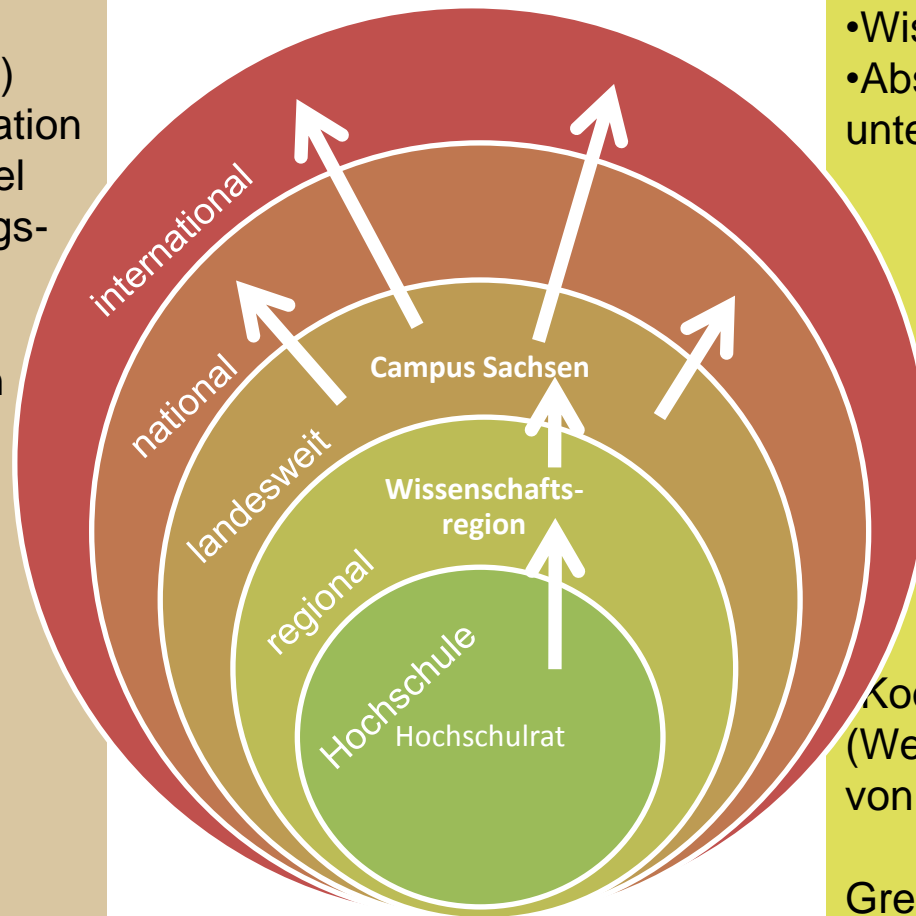 )
ation
el
gs-
n
international
national
landesweit
regional
Hochschule
Campus Sachsen
Wissenschafts-
region
Hochschulrat
•Wis
•Abs
unte
Koo
(We
von
Gre